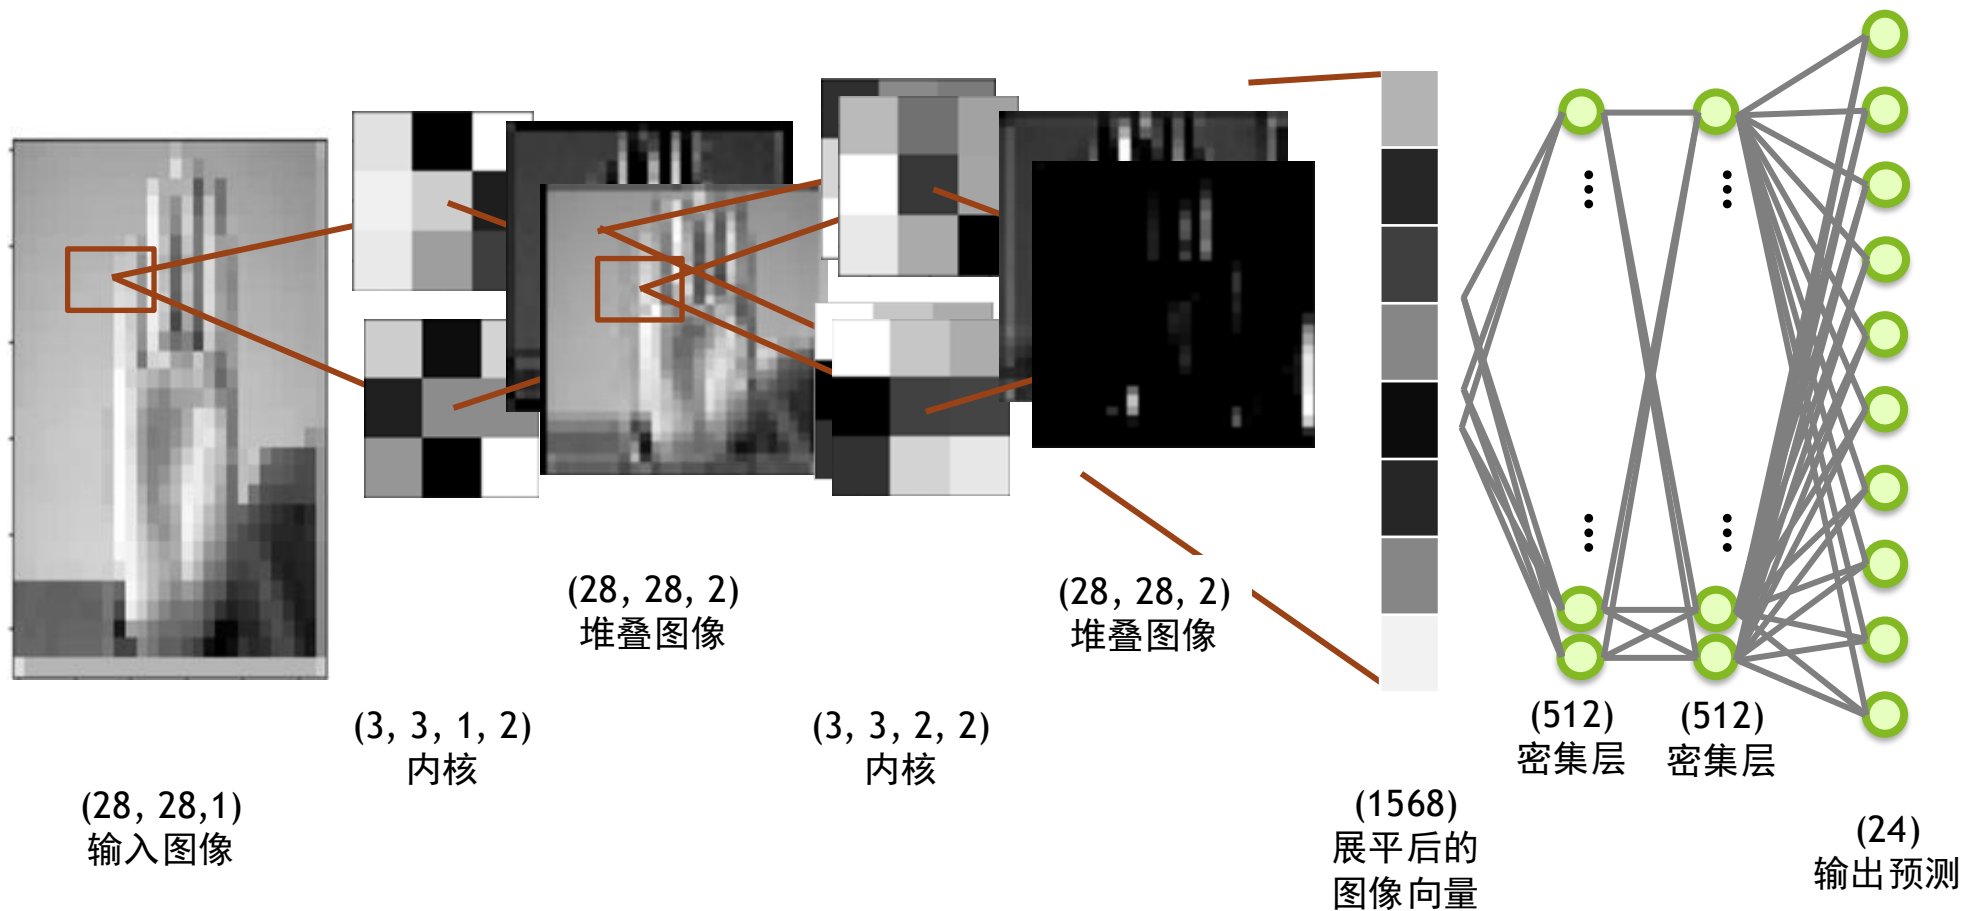 (28, 28,1)
输入图像
(3, 3, 1, 2)
内核
(28, 28, 2)
堆叠图像
(3, 3, 2, 2)
内核
(28, 28, 2)
堆叠图像
(1568)
展平后的
图像向量
(512)
密集层
(512)
密集层
(24)
输出预测